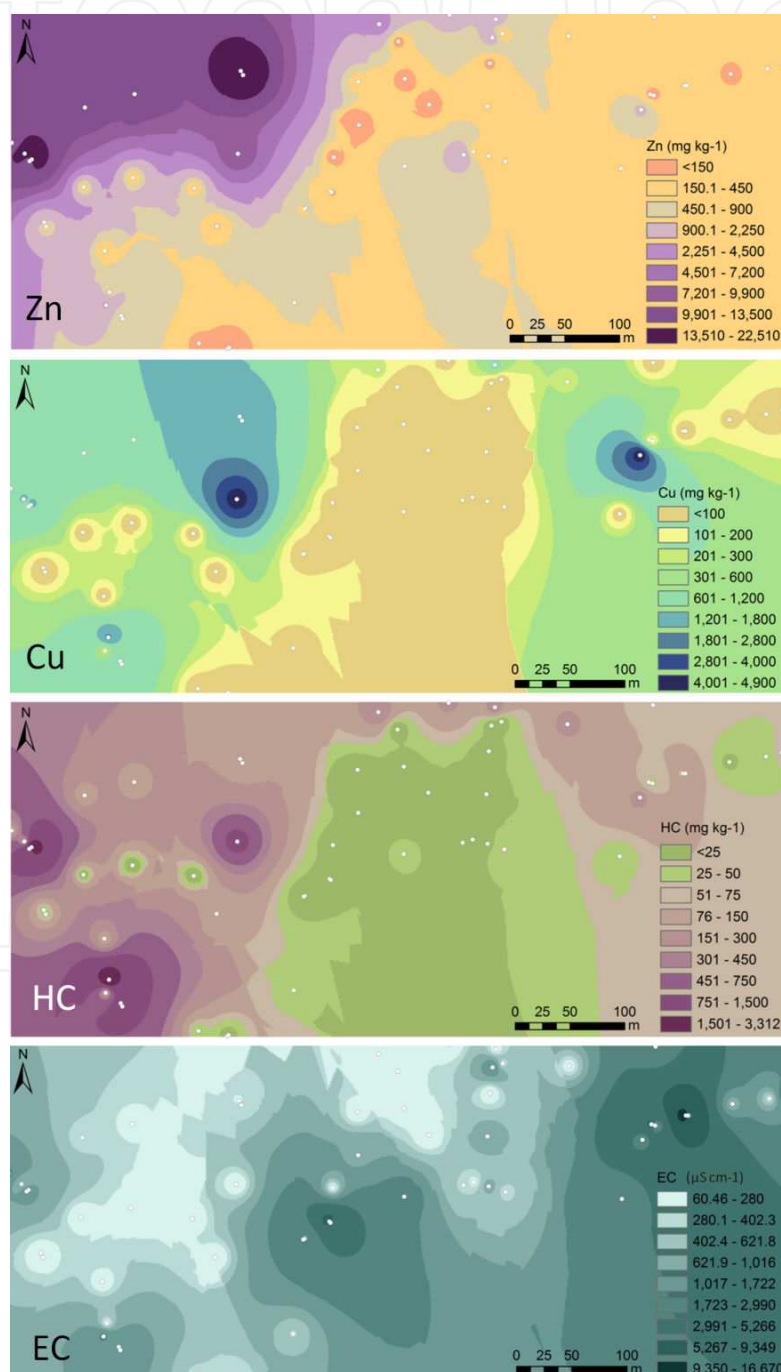 N
Zn (mg kg-1)
<150
150.1 - 450
450.1 - 900
900.1 - 2,250
2,251 - 4,500
4,501 - 7,200
7,201 - 9,900
9,901 - 13,500
13,510 - 22,510
Zn
0 25 50 100
m
N
Cu (mg kg-1)
<100
101 - 200
201 - 300
301 - 600
601 - 1,200
1,201 - 1,800
1,801 - 2,800
2,801 - 4,000
4,001 - 4,900
Cu
0 25 50 100
m
N
HC (mg kg-1)
<25
25 - 50
51 - 75
76 - 150
151 - 300
301 - 450
451 - 750
751 - 1,500
1,501 - 3,312
HC
0 25 50 100
m
N
EC (µS cm-1)
60.46 - 280
280.1 - 402.3
402.4 - 621.8
621.9 - 1,016
1,017 - 1,722
1,723 - 2,990
2,991 - 5,266
5,267 - 9,349
9,350 - 16,670
EC
0 25 50 100
m